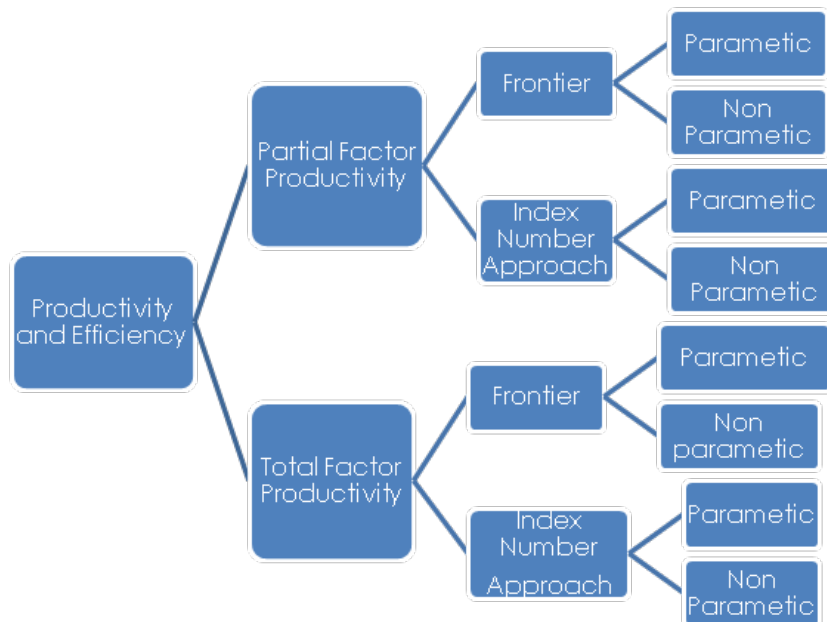 Productivity
and Efficiency
Partial Factor
Productivity
Frontier
Parametic
Non
Parametic
Index
Number
Approach
Parametic
Non
Parametic
Total Factor
Productivity
Frontier
Parametic
Non
parametic
Index
Number
Approach
Parametic
Non
Parametic